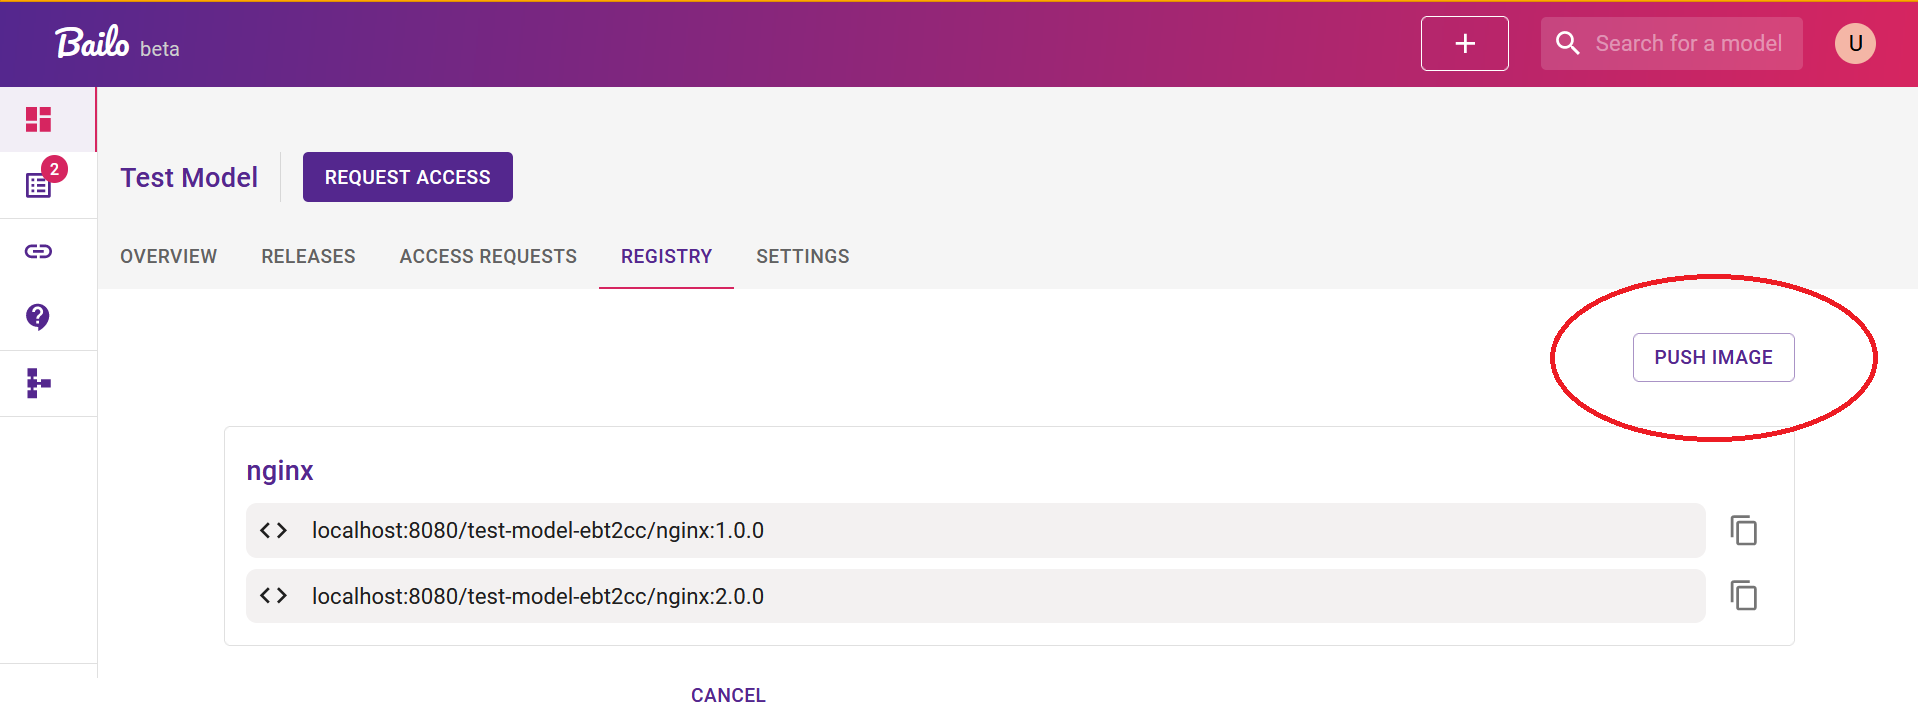 Bailo beta
+
Search for a model
U
2
Test Model
REQUEST ACCESS
OVERVIEW RELEASES ACCESS REQUESTS REGISTRY SETTINGS
PUSH IMAGE
nginx
localhost:8080/test-model-ebt2cc/nginx:1.0.0
localhost:8080/test-model-ebt2cc/nginx:2.0.0
CANCEL